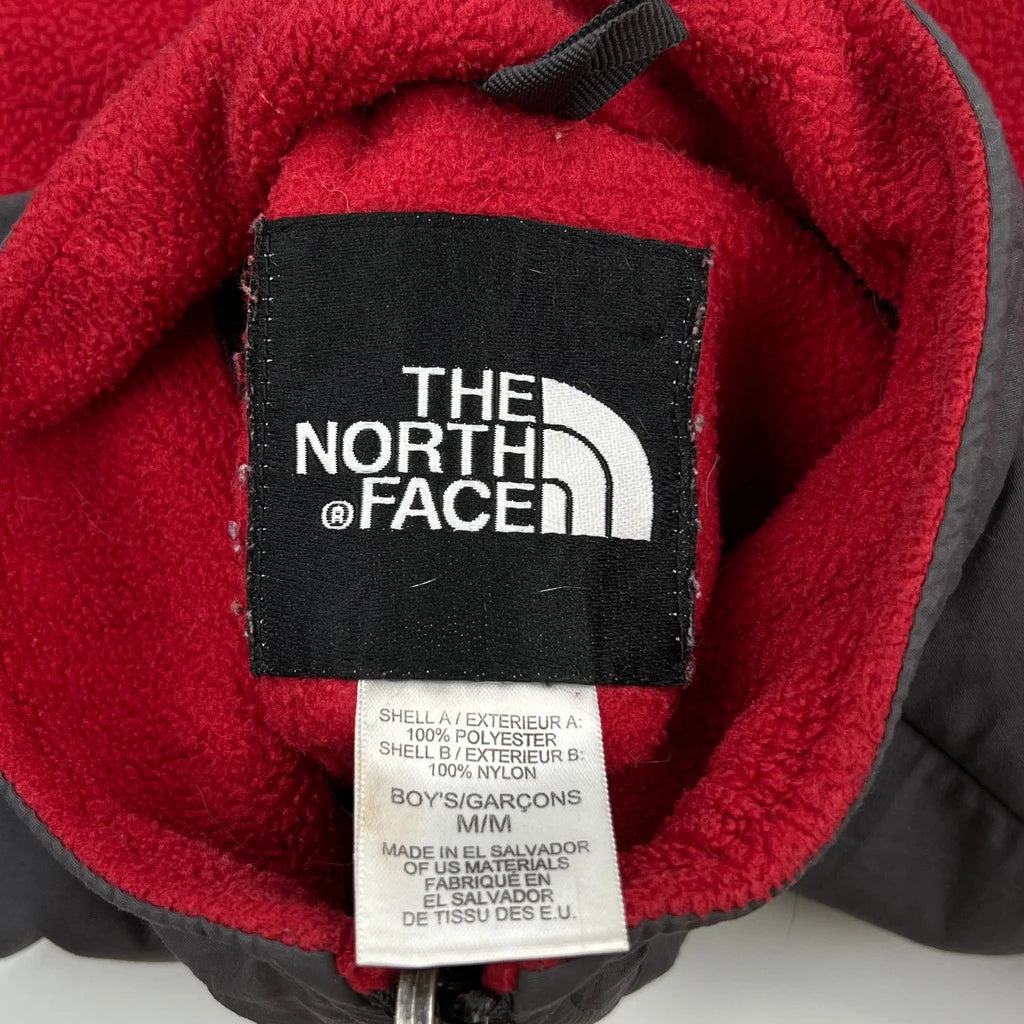 THE
NORTH
® FACE
SHELL A / EXTERIEUR A:
100% POLYESTER
SHELL B / EXTERIEUR B:
100% NYLON
BOY'S/GARÇONS
M/M
MADE IN EL SALVADOR
OF US MATERIALS
FABRIQUÉ EN
EL SALVADOR
DE TISSU DES E.U.